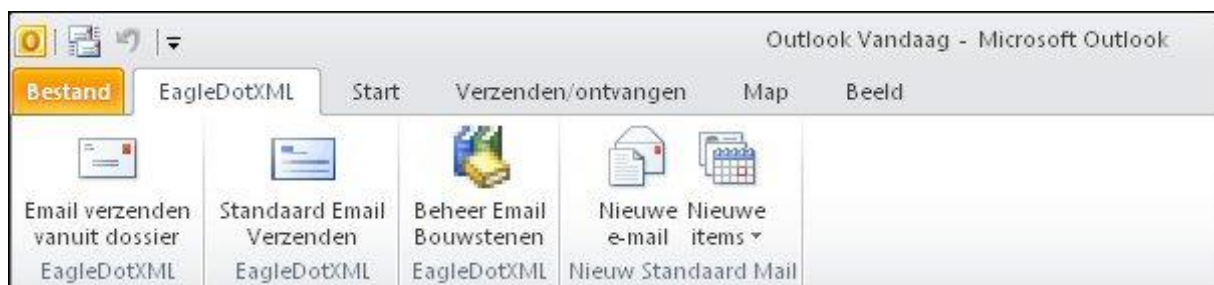 Outlook Vandaag - Microsoft Outlook
Bestand EagleDotXML Start Verzenden/ontvangen Map Beeld
Email verzenden Standaard Email Beheer Email Nieuwe Nieuwe
vanuit dossier Verzenden Bouwstenen e-mail items
EagleDotXML EagleDotXML EagleDotXML Nieuw Standaard Mail